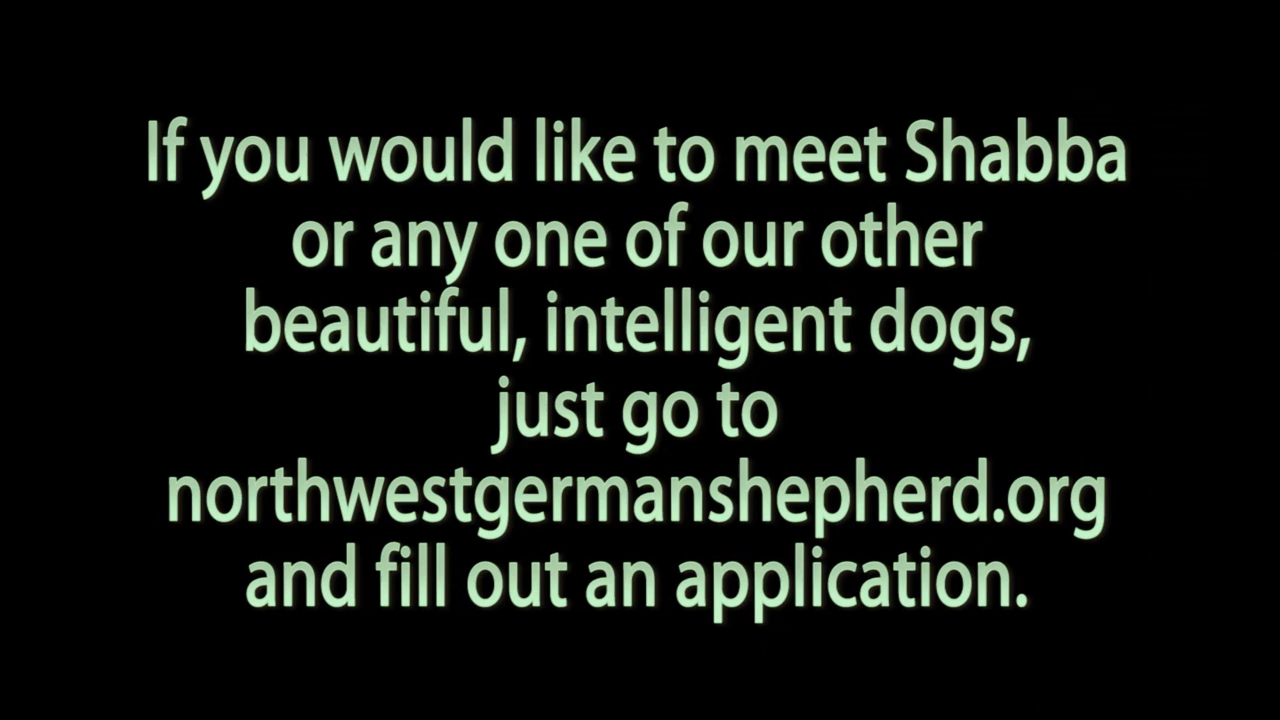 If you would like to meet Shabba
or any one of our other
beautiful, intelligent dogs,
just go to
northwestgermanshepherd.org
and fill out an application.